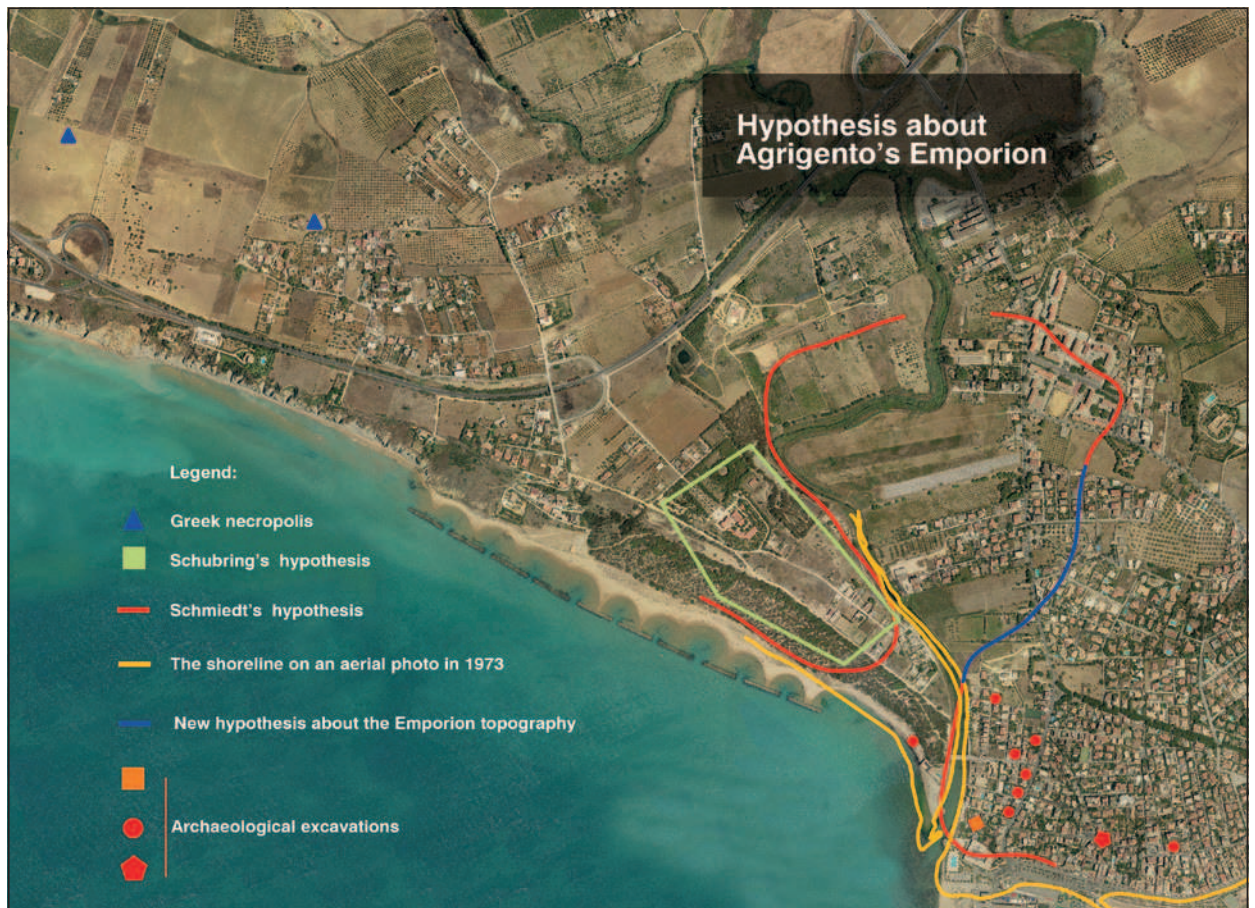 Hypothesis about
Agrigento's Emporion
Legend:
Greek necropolis
Schubring's hypothesis
Schmiedt's hypothesis
The shoreline on an aerial photo in 1973
New hypothesis about the Emporion topography
Archaeological excavations